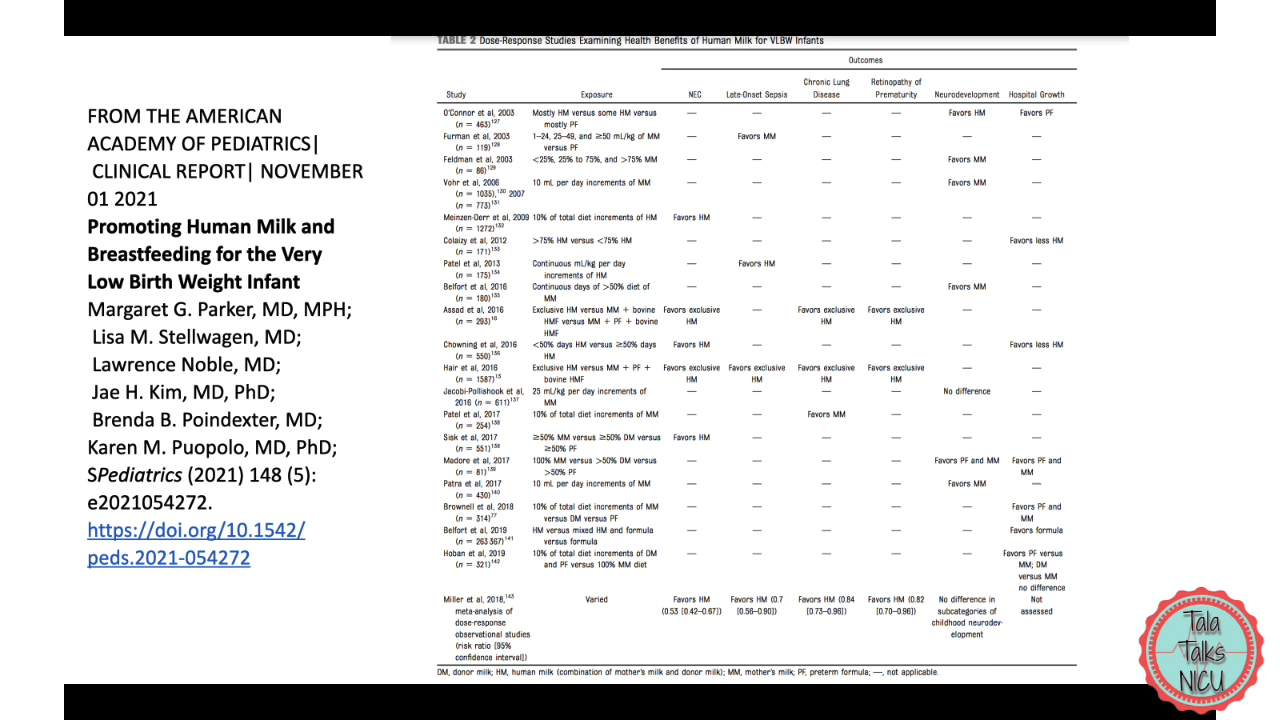 FROM THE AMERICAN
ACADEMY OF PEDIATRICS|
CLINICAL REPORT| NOVEMBER
01 2021
Promoting Human Milk and
Breastfeeding for the Very
Low Birth Weight Infant
Margaret G. Parker, MD, MPH;
Lisa M. Stellwagen, MD;
Lawrence Noble, MD;
Jae H. Kim, MD, PhD;
Brenda B. Poindexter, MD;
Karen M. Puopolo, MD, PhD;
SPediatrics (2021) 148 (5):
e2021054272.
https://doi.org/10.1542/
peds.2021-054272
TABLE 2 Dose-Response Studies Examining Health Benefits of Human Milk for VLBW Infants
Outcomes
Chronic Lung Retinopathy of
Study Exposure NEC Late-Onset Sepsis Disease Prematurity Neurodevelopment Hospital Growth
O'Connor et al, 2003 Mostly HM versus some HM versus — — — — Favors HM Favors PF
(n = 463)127 mostly PF
Furman et al, 2003 1–24, 25–49, and ≥50 mL/kg of MM — Favors MM — — — —
(n = 119)128 versus PF
Feldman et al, 2003 <25%, 25% to 75%, and >75% MM — — — — Favors MM —
(n = 86)129
Vohr et al, 2006 10 mL per day increments of MM — — — — Favors MM —
(n = 1035),130 2007
(n = 773)131
Meinzen-Derr et al, 2009 10% of total diet increments of HM Favors HM — — — — —
(n = 1272)132
Colaizy et al, 2012 >75% HM versus <75% HM — — — — — Favors less HM
(n = 171)133
Patel et al, 2013 Continuous mL/kg per day — Favors HM — — — —
(n = 175)134 increments of HM
Belfort et al, 2016 Continuous days of >50% diet of — — — — Favors MM —
(n = 180)135 MM
Assad et al, 2016 Exclusive HM versus MM + bovine Favors exclusive — Favors exclusive Favors exclusive — —
(n = 293)16 HMF versus MM + PF + bovine HM HM HM
HMF
Chowning et al, 2016 <50% days HM versus ≥50% days Favors HM — — — — Favors less HM
(n = 550)136 HM
Hair et al, 2016 Exclusive HM versus MM + PF + Favors exclusive Favors exclusive Favors exclusive Favors exclusive — —
(n = 1587)15 bovine HMF HM HM HM HM
Jacobi-Pollishook et al, 25 mL/kg per day increments of — — — — No difference —
2016 (n = 611)137 MM
Patel et al, 2017 10% of total diet increments of MM — — Favors MM — — —
(n = 254)138
Sisk et al, 2017 ≥50% MM versus ≥50% DM versus Favors HM — — — — —
(n = 551)138 ≥50% PF
Madore et al, 2017 100% MM versus >50% DM versus — — — — Favors PF and MM Favors PF and
(n = 81)139 >50% PF MM
Patra et al, 2017 10 mL per day increments of MM — — — — Favors MM —
(n = 430)140
Brownell et al, 2018 10% of total diet increments of MM — — — — — Favors PF and
(n = 314)77 versus DM versus PF MM
Belfort et al, 2019 HM versus mixed HM and formula — — — — — Favors formula
(n = 263 367)141 versus formula
Hoban et al, 2019 10% of total diet increments of DM — — — — — Favors PF versus
(n = 321)142 and PF versus 100% MM diet MM; DM
versus MM
no difference
Miller et al, 2018,143 Varied Favors HM Favors HM (0.7 Favors HM (0.84 Favors HM (0.82 No difference in Not
meta-analysis of (0.53 [0.42–0.67]) [0.56–0.90]) [0.73–0.96]) [0.70–0.96]) subcategories of assessed
dose-response childhood neurodev-
observational studies elopment
(risk ratio [95%
confidence interval])
DM, donor milk; HM, human milk (combination of mother's milk and donor milk); MM, mother's milk; PF, preterm formula; —, not applicable.
Tala
Talks
NICU